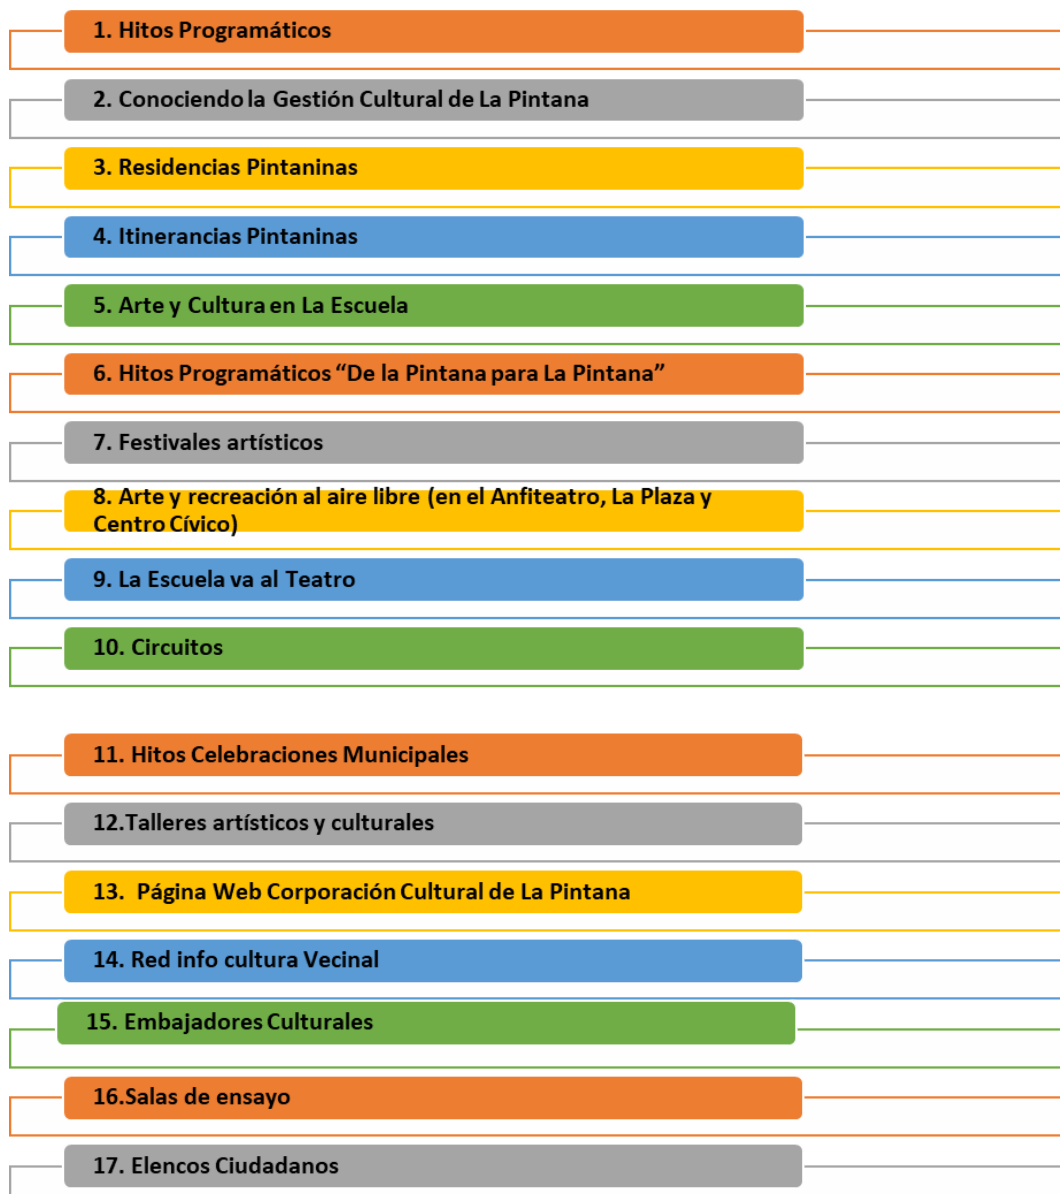 1. Hitos Programáticos
2. Conociendo la Gestión Cultural de La Pintana
3. Residencias Pintaninas
4. Itinerancias Pintaninas
5. Arte y Cultura en La Escuela
6. Hitos Programáticos “De la Pintana para La Pintana”
7. Festivales artísticos
8. Arte y recreación al aire libre (en el Anfiteatro, La Plaza y
Centro Cívico)
9. La Escuela va al Teatro
10. Circuitos
11. Hitos Celebraciones Municipales
12.Talleres artísticos y culturales
13. Página Web Corporación Cultural de La Pintana
14. Red info cultura Vecinal
15. Embajadores Culturales
16.Salas de ensayo
17. Elencos Ciudadanos